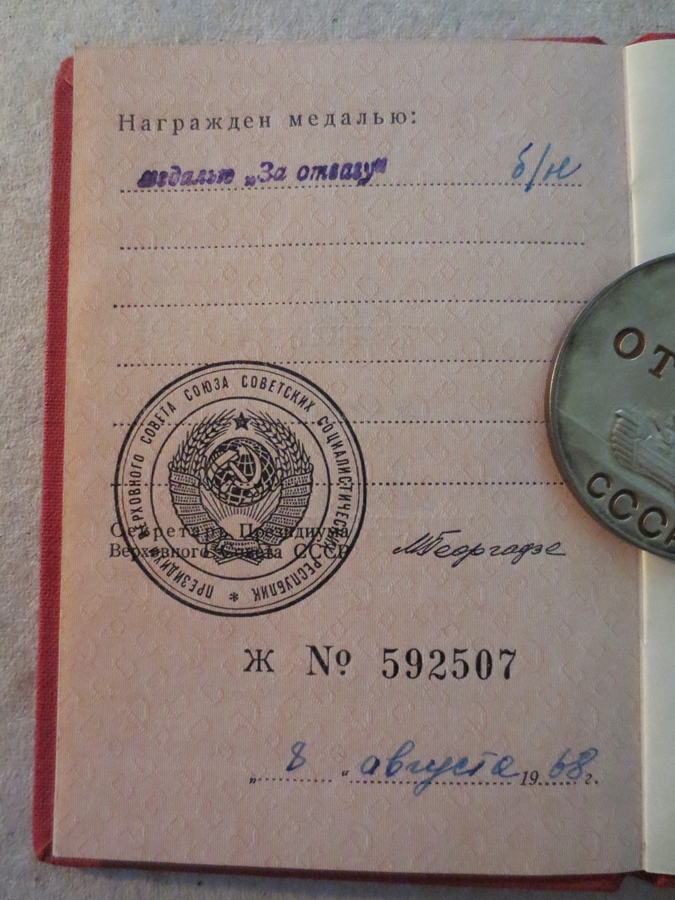 Награжден медалью:
медалью „За отвагу“ б/н
ПРЕЗИДИУМ ВЕРХОВНОГО СОВЕТА СОЮЗА СОВЕТСКИХ СОЦИАЛИСТИЧЕСКИХ РЕСПУБЛИК *
Секретарь Президиума
Верховного Совета СССР МГеоргадзе
Ж № 592507
„ 8 “ августа 1968 г.
ОТ
СССР